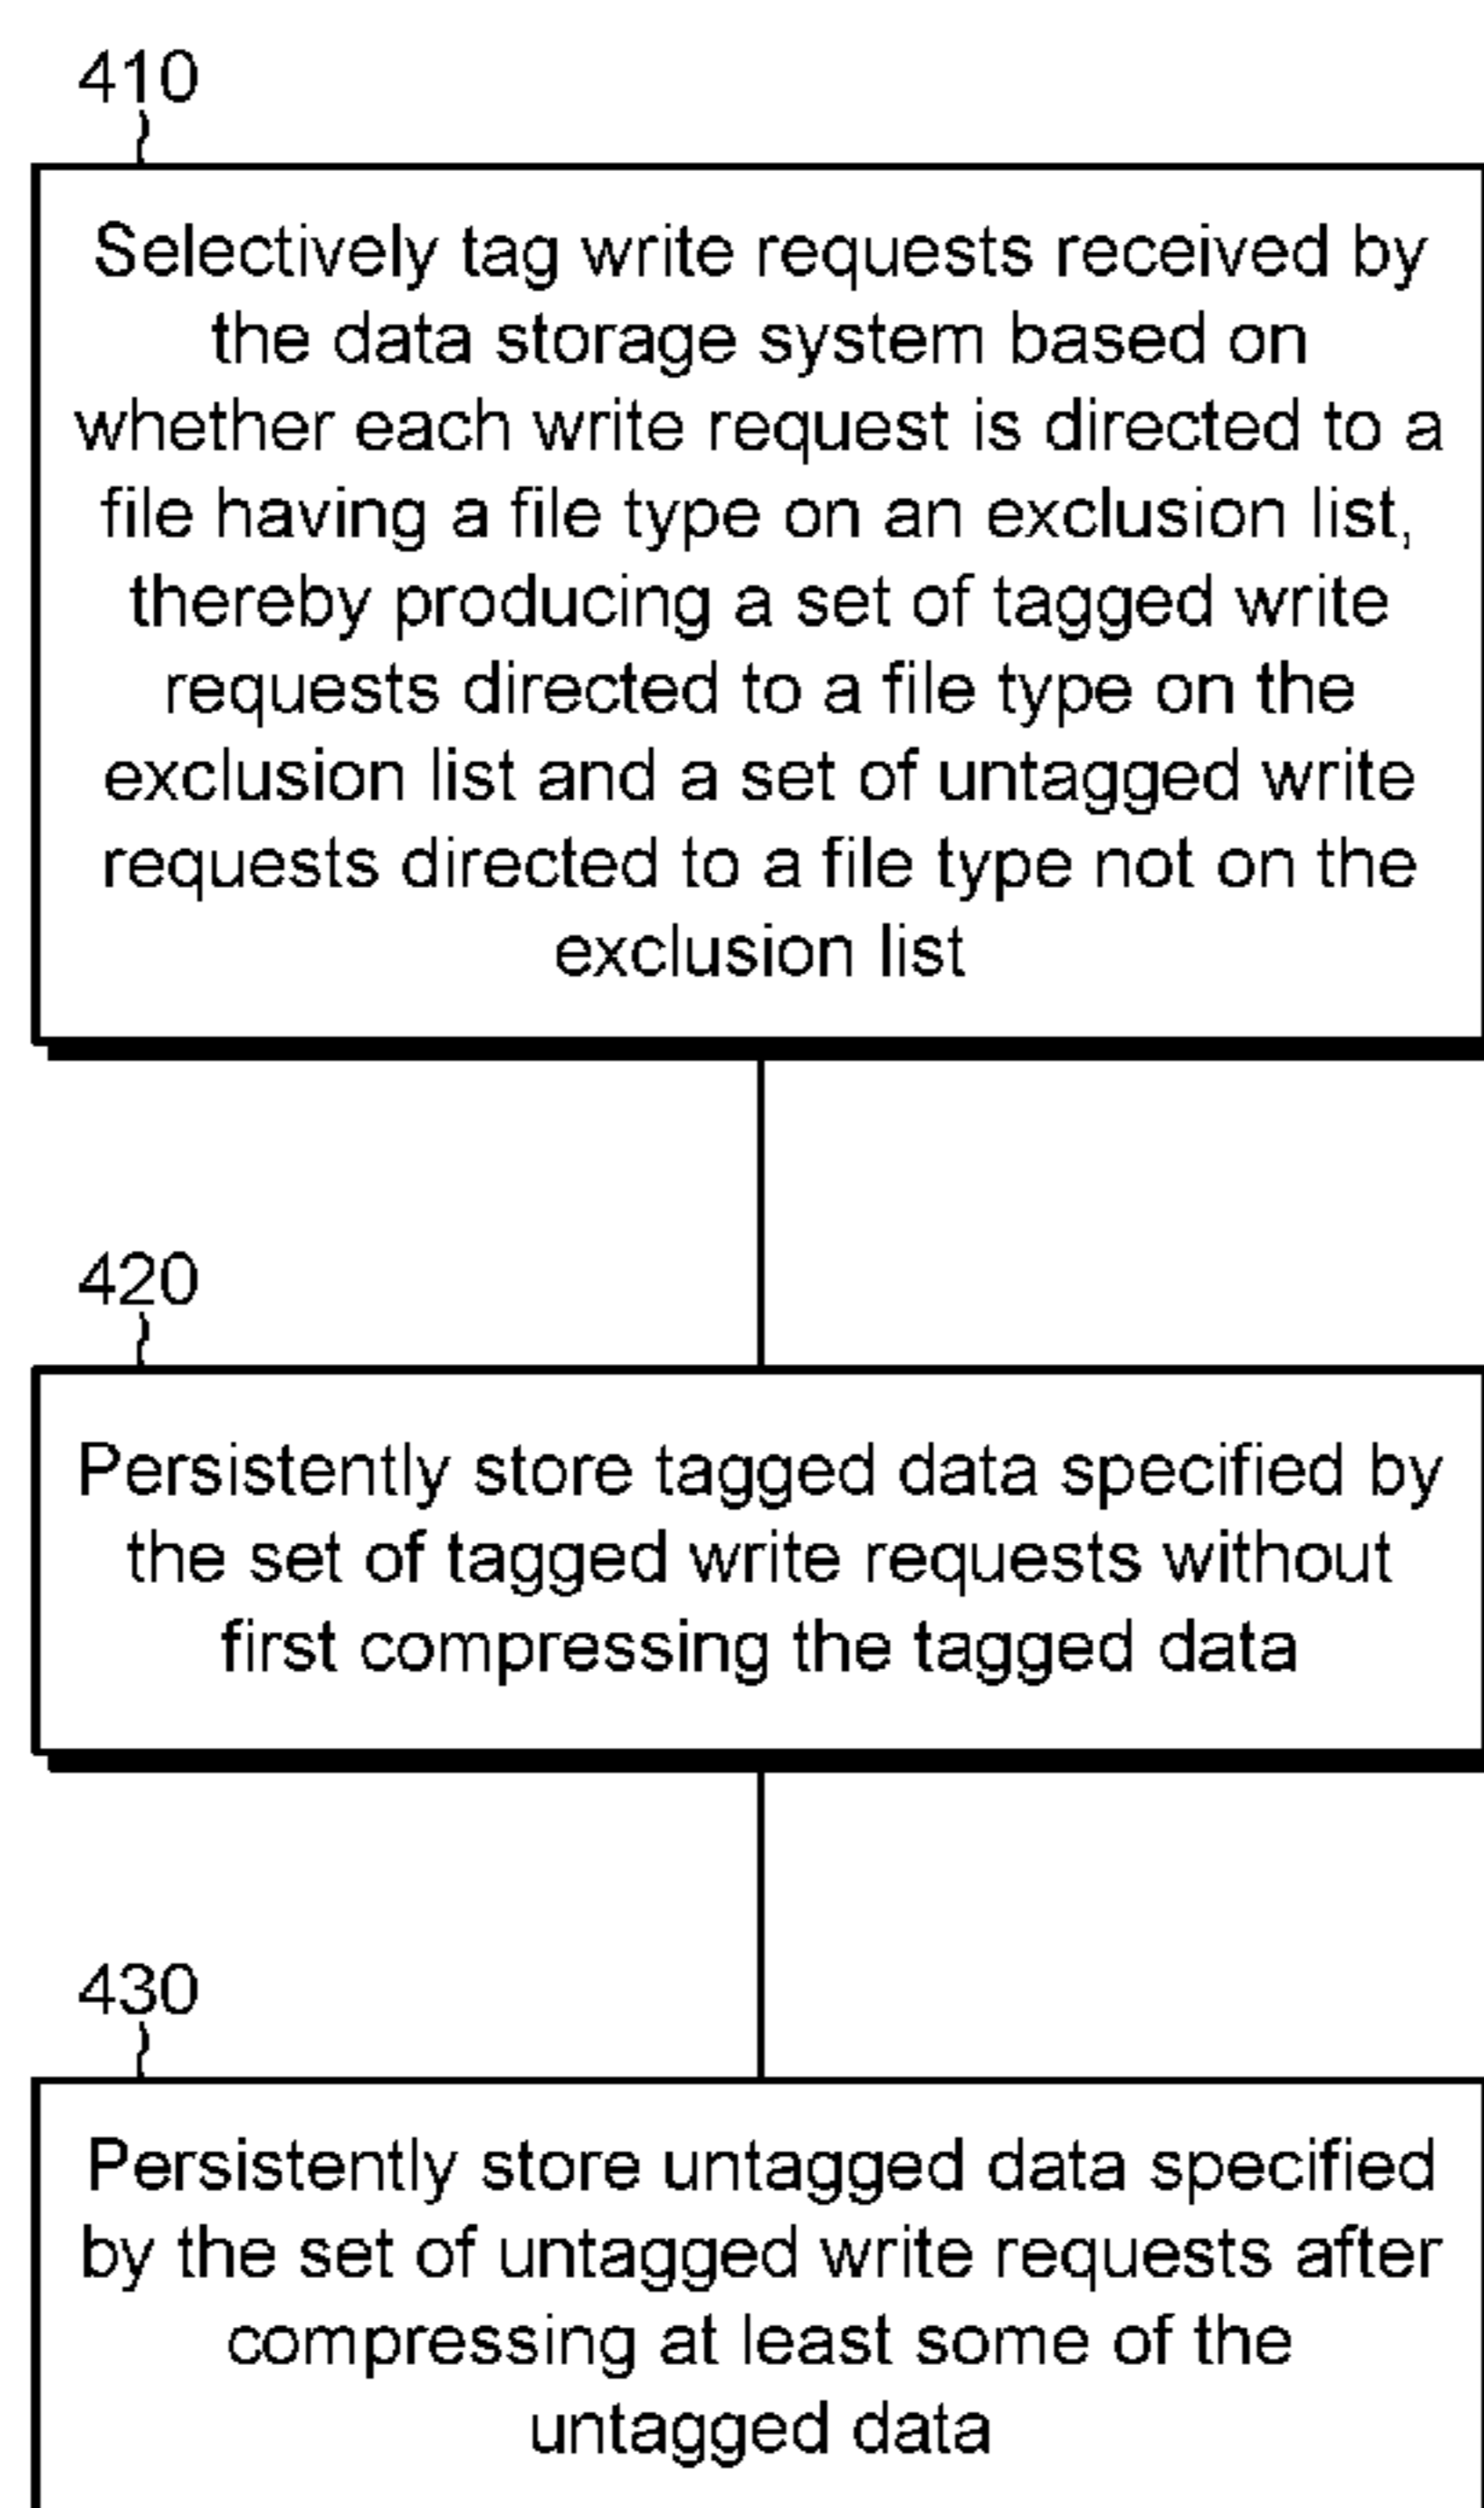 410
Selectively tag write requests received by
the data storage system based on
whether each write request is directed to a
file having a file type on an exclusion list,
thereby producing a set of tagged write
requests directed to a file type on the
exclusion list and a set of untagged write
requests directed to a file type not on the
exclusion list
420
Persistently store tagged data specified by
the set of tagged write requests without
first compressing the tagged data
430
Persistently store untagged data specified
by the set of untagged write requests after
compressing at least some of the
untagged data